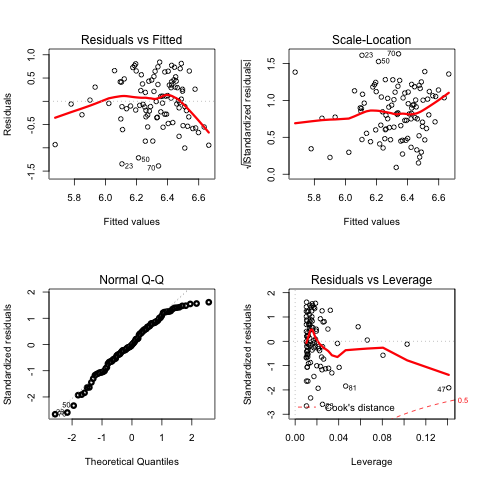 Residuals vs Fitted
Residuals
1.0
0.5
-0.5
-1.5
23
50
70
5.8 6.0 6.2 6.4 6.6
Fitted values
Scale-Location
√|Standardized residuals|
1.5
1.0
0.5
0.0
23
70
50
5.8 6.0 6.2 6.4 6.6
Fitted values
Normal Q-Q
Standardized residuals
2
1
0
-1
-2
50
-2 -1 0 1 2
Theoretical Quantiles
Residuals vs Leverage
Standardized residuals
2
1
0
-1
-2
-3
81
47
0.5
Cook's distance
0.00 0.04 0.08 0.12
Leverage